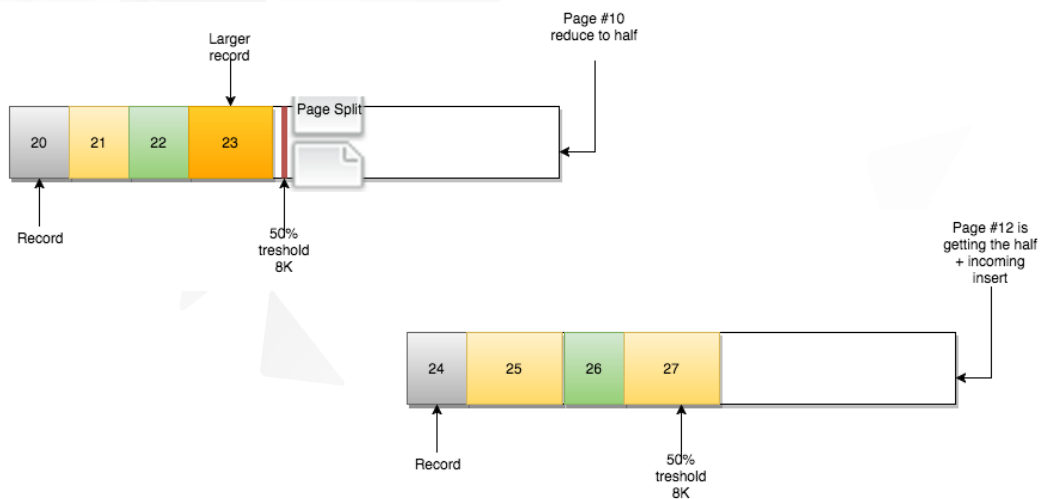 Page #10
reduce to half
Larger
record
Page Split
20
21
22
23
Record
50%
treshold
8K
Page #12 is
getting the half
+ incoming
insert
24
25
26
27
Record
50%
treshold
8K